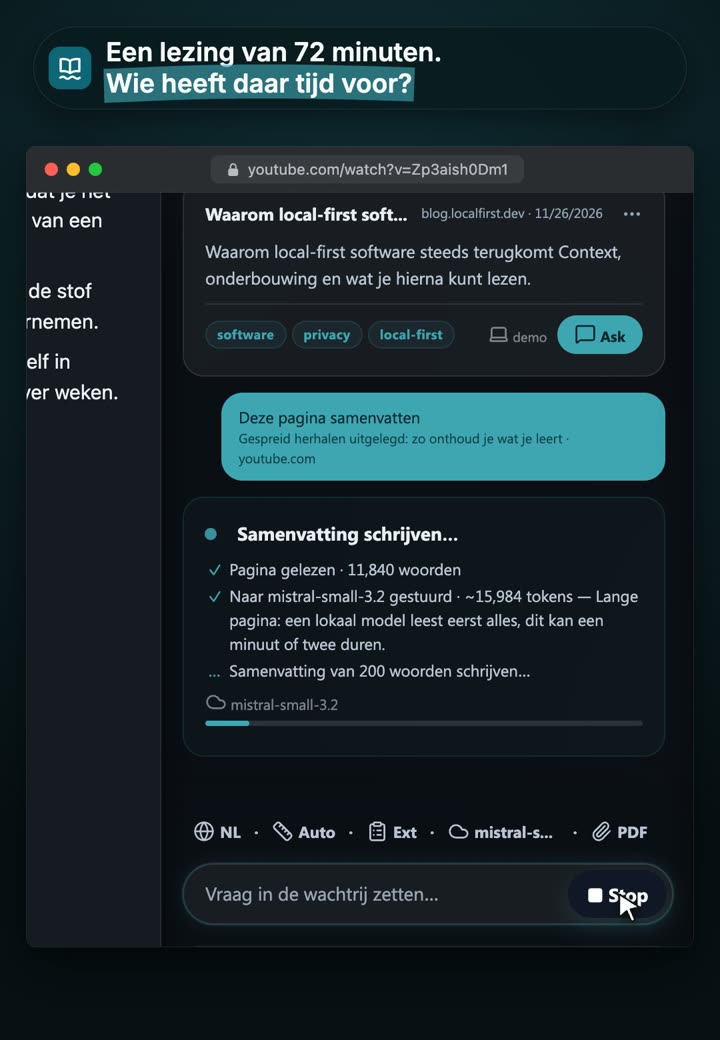 Een lezing van 72 minuten.
Wie heeft daar tijd voor?
youtube.com/watch?v=Zp3aish0Dm1
dat je het
van een
de stof
elf in
weken.
Waarom local-first soft... blog.localfirst.dev · 11/26/2026 •••
Waarom local-first software steeds terugkomt Context,
onderbouwing en wat je hierna kunt lezen.
software privacy local-first demo Ask
Deze pagina samenvatten
Gespreid herhalen uitgelegd: zo onthoud je wat je leert ·
youtube.com
Samenvatting schrijven...
✓ Pagina gelezen · 11,840 woorden
✓ Naar mistral-small-3.2 gestuurd · ~15,984 tokens — Lange
pagina: een lokaal model leest eerst alles, dit kan een
minuut of twee duren.
... Samenvatting van 200 woorden schrijven...
mistral-small-3.2
NL · Auto · Ext · mistral-s... · PDF
Vraag in de wachtrij zetten...
Stop